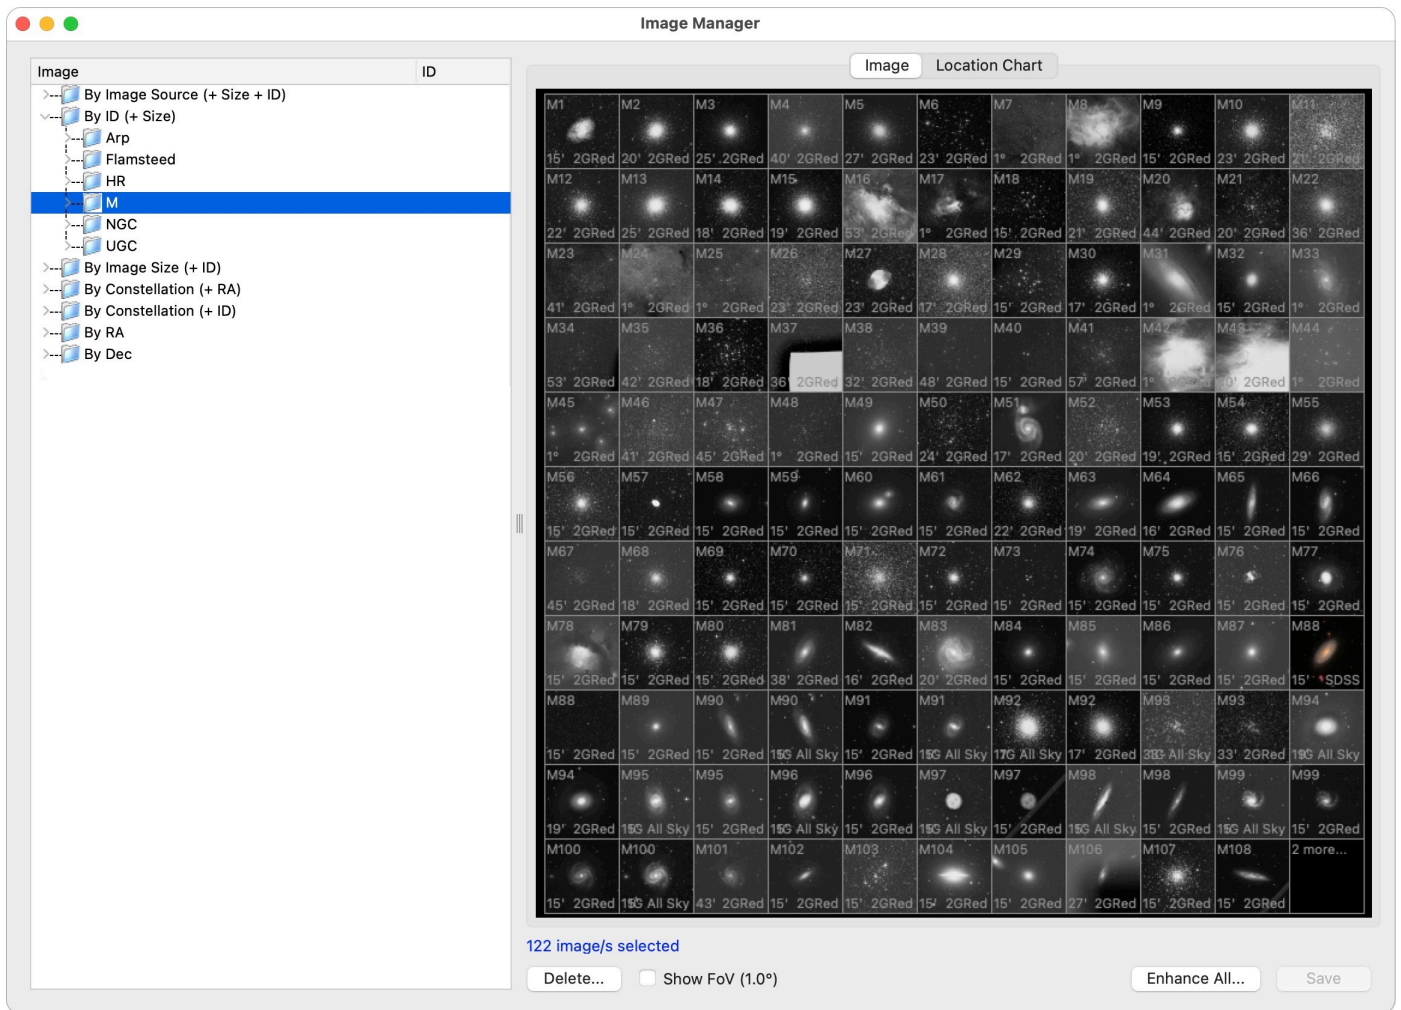 Image Manager
Image ID
Image Location Chart
By Image Source (+ Size + ID)
By ID (+ Size)
Arp
Flamsteed
HR
M
NGC
UGC
By Image Size (+ ID)
By Constellation (+ RA)
By Constellation (+ ID)
By RA
By Dec
M1 M2 M3 M4 M5 M6 M7 M8 M9 M10 M11
15' 2GRed 20' 2GRed 25' 2GRed 40' 2GRed 27' 2GRed 23' 2GRed 1° 2GRed 1° 2GRed 15' 2GRed 23' 2GRed 21' 2GRed
M12 M13 M14 M15 M16 M17 M18 M19 M20 M21 M22
22' 2GRed 25' 2GRed 18' 2GRed 19' 2GRed 53' 2GRed 1° 2GRed 15' 2GRed 21' 2GRed 44' 2GRed 20' 2GRed 36' 2GRed
M23 M24 M25 M26 M27 M28 M29 M30 M31 M32 M33
41' 2GRed 1° 2GRed 1° 2GRed 23' 2GRed 23' 2GRed 17' 2GRed 15' 2GRed 17' 2GRed 1° 2GRed 15' 2GRed 1° 2GRed
M34 M35 M36 M37 M38 M39 M40 M41 M42 M43 M44
53' 2GRed 42' 2GRed 18' 2GRed 36' 2GRed 32' 2GRed 48' 2GRed 15' 2GRed 57' 2GRed 1° 2GRed 2GRed 1° 2GRed
M45 M46 M47 M48 M49 M50 M51 M52 M53 M54 M55
1° 2GRed 41' 2GRed 45' 2GRed 1° 2GRed 15' 2GRed 24' 2GRed 17' 2GRed 20' 2GRed 19' 2GRed 15' 2GRed 29' 2GRed
M56 M57 M58 M59 M60 M61 M62 M63 M64 M65 M66
15' 2GRed 15' 2GRed 15' 2GRed 15' 2GRed 15' 2GRed 15' 2GRed 22' 2GRed 19' 2GRed 16' 2GRed 15' 2GRed 15' 2GRed
M67 M68 M69 M70 M71 M72 M73 M74 M75 M76 M77
45' 2GRed 18' 2GRed 15' 2GRed 15' 2GRed 15' 2GRed 15' 2GRed 15' 2GRed 15' 2GRed 15' 2GRed 15' 2GRed 15' 2GRed
M78 M79 M80 M81 M82 M83 M84 M85 M86 M87 M88
15' 2GRed 15' 2GRed 15' 2GRed 38' 2GRed 16' 2GRed 20' 2GRed 15' 2GRed 15' 2GRed 15' 2GRed 15' 2GRed 15' SDSS
M88 M89 M90 M90 M91 M91 M92 M92 M93 M93 M94
15' 2GRed 15' 2GRed 15' 2GRed All Sky 15' 2GRed All Sky All Sky 17' 2GRed All Sky 33' 2GRed All Sky
M94 M95 M95 M96 M96 M97 M97 M98 M98 M99 M99
19' 2GRed All Sky 15' 2GRed All Sky 15' 2GRed All Sky 15' 2GRed All Sky 15' 2GRed All Sky 15' 2GRed
M100 M100 M101 M102 M103 M104 M105 M106 M107 M108 2 more...
15' 2GRed All Sky 43' 2GRed 15' 2GRed 15' 2GRed 15' 2GRed 15' 2GRed 27' 2GRed 15' 2GRed 15' 2GRed
122 image/s selected
Delete... Show FoV (1.0°) Enhance All... Save